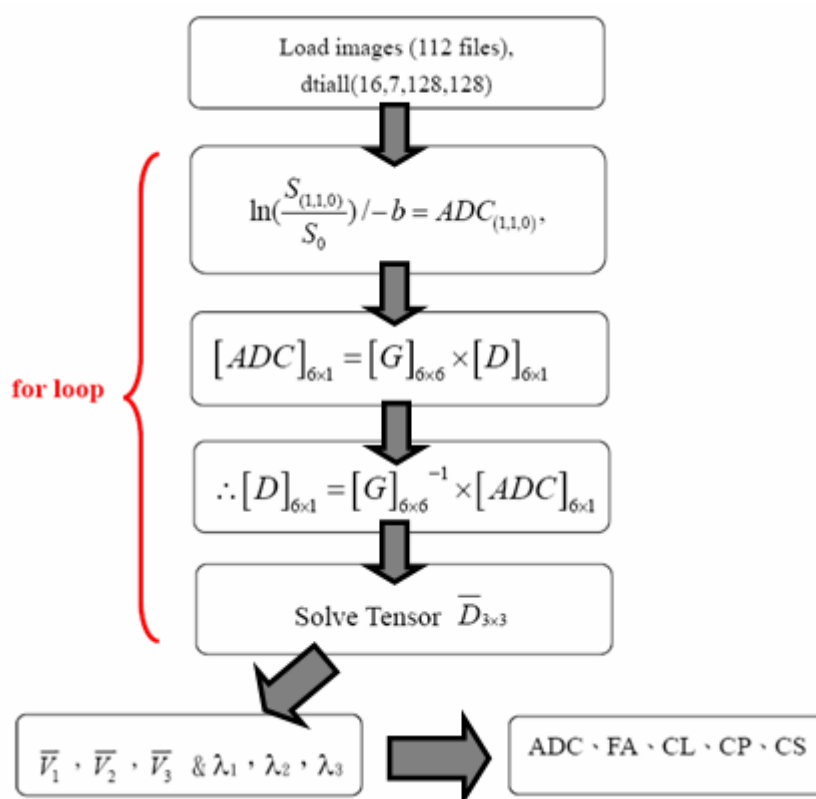 Load images (112 files),
dtiall(16,7,128,128)
ln(S(1,1,0)/S0)/−b = ADC(1,1,0),
[ADC]6×1 = [G]6×6 × [D]6×1
for loop
∴[D]6×1 = [G]6×6⁻¹ × [ADC]6×1
Solve Tensor D̅3×3
V̅1，V̅2，V̅3 & λ1，λ2，λ3
ADC、FA、CL、CP、CS